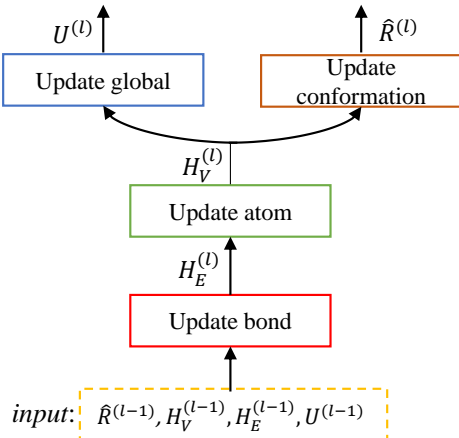 U^(l)
R̂^(l)
Update global
Update
conformation
H_V^(l)
Update atom
H_E^(l)
Update bond
input: R̂^(l−1), H_V^(l−1), H_E^(l−1), U^(l−1)